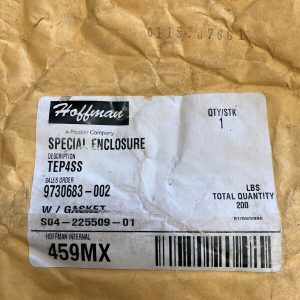 Hoffman
A Pentair Company
QTY/STK
1
SPECIAL ENCLOSURE
DESCRIPTION
TEP4SS
SALES ORDER
9730683-002
LBS
TOTAL QUANTITY
200
W/ GASKET
S04-225509-01
HOFFMAN INTERNAL
459MX